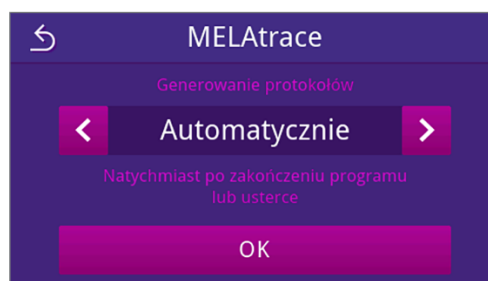 MELAtrace
Generowanie protokołów
Automatycznie
Natychmiast po zakończeniu programu
lub usterce
OK